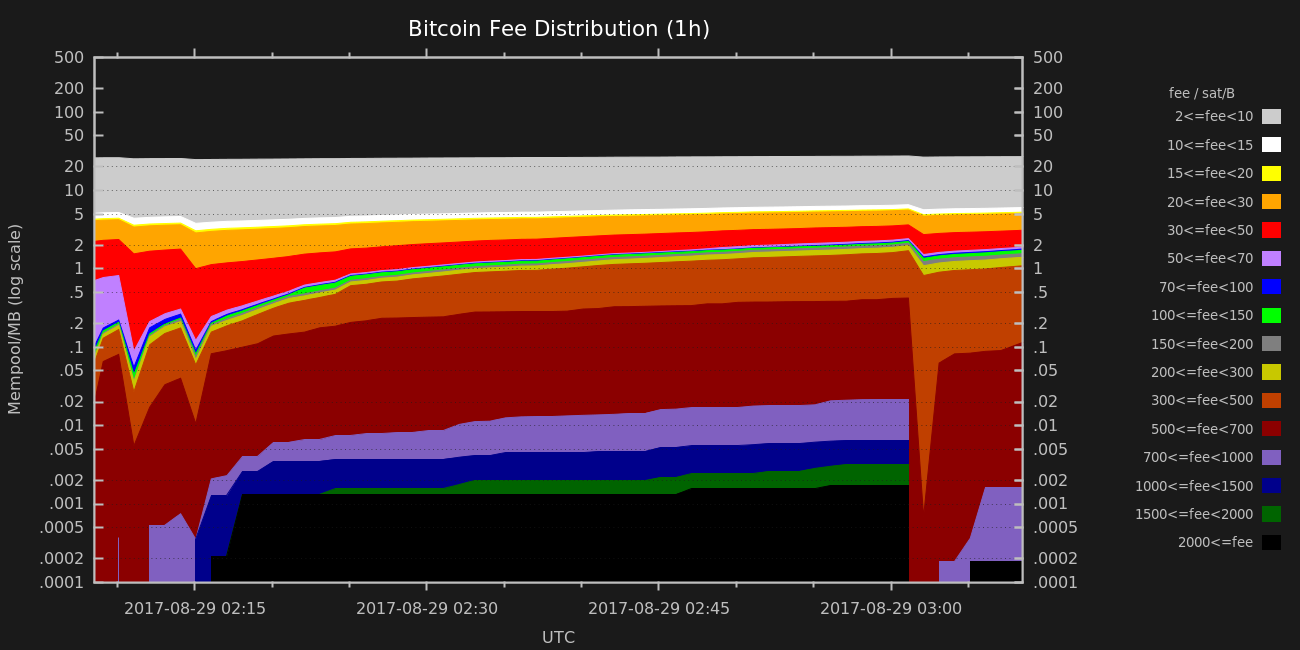 Bitcoin Fee Distribution (1h)
500
200
100
50
20
10
5
2
1
.5
.2
.1
.05
.02
.01
.005
.002
.001
.0005
.0002
.0001
Mempool/MB (log scale)
500
200
100
50
20
10
5
2
1
.5
.2
.1
.05
.02
.01
.005
.002
.001
.0005
.0002
.0001
2017-08-29 02:15
2017-08-29 02:30
2017-08-29 02:45
2017-08-29 03:00
UTC
fee / sat/B
2<=fee<10
10<=fee<15
15<=fee<20
20<=fee<30
30<=fee<50
50<=fee<70
70<=fee<100
100<=fee<150
150<=fee<200
200<=fee<300
300<=fee<500
500<=fee<700
700<=fee<1000
1000<=fee<1500
1500<=fee<2000
2000<=fee